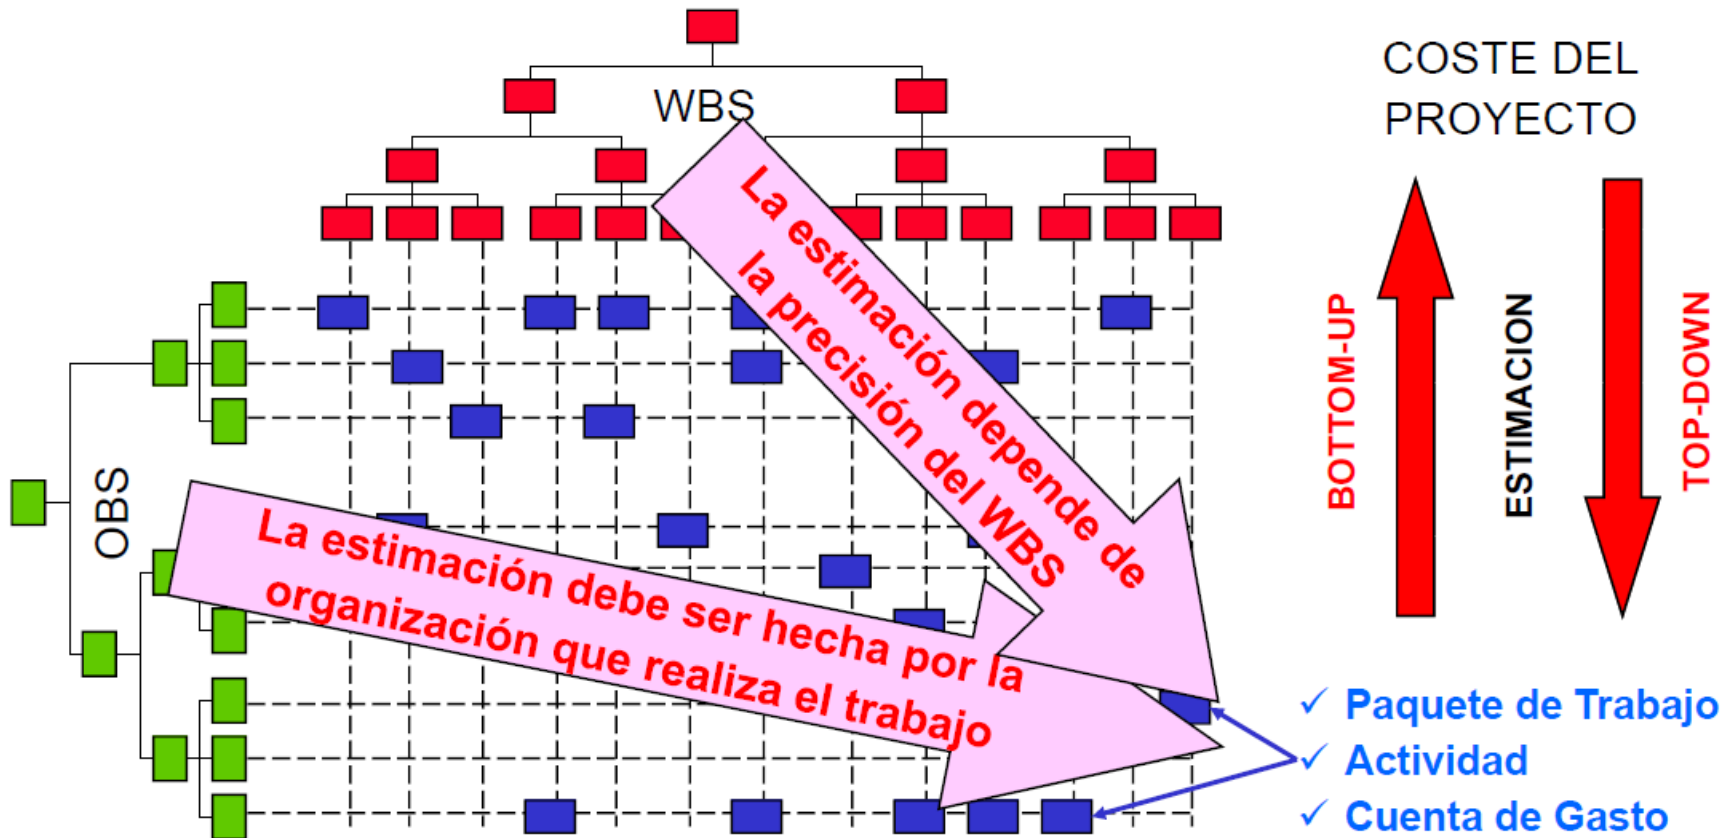 WBS
COSTE DEL
PROYECTO
La estimación depende de
la precisión del WBS
BOTTOM-UP
ESTIMACION
TOP-DOWN
OBS
La estimación debe ser hecha por la
organización que realiza el trabajo
✓ Paquete de Trabajo
✓ Actividad
✓ Cuenta de Gasto